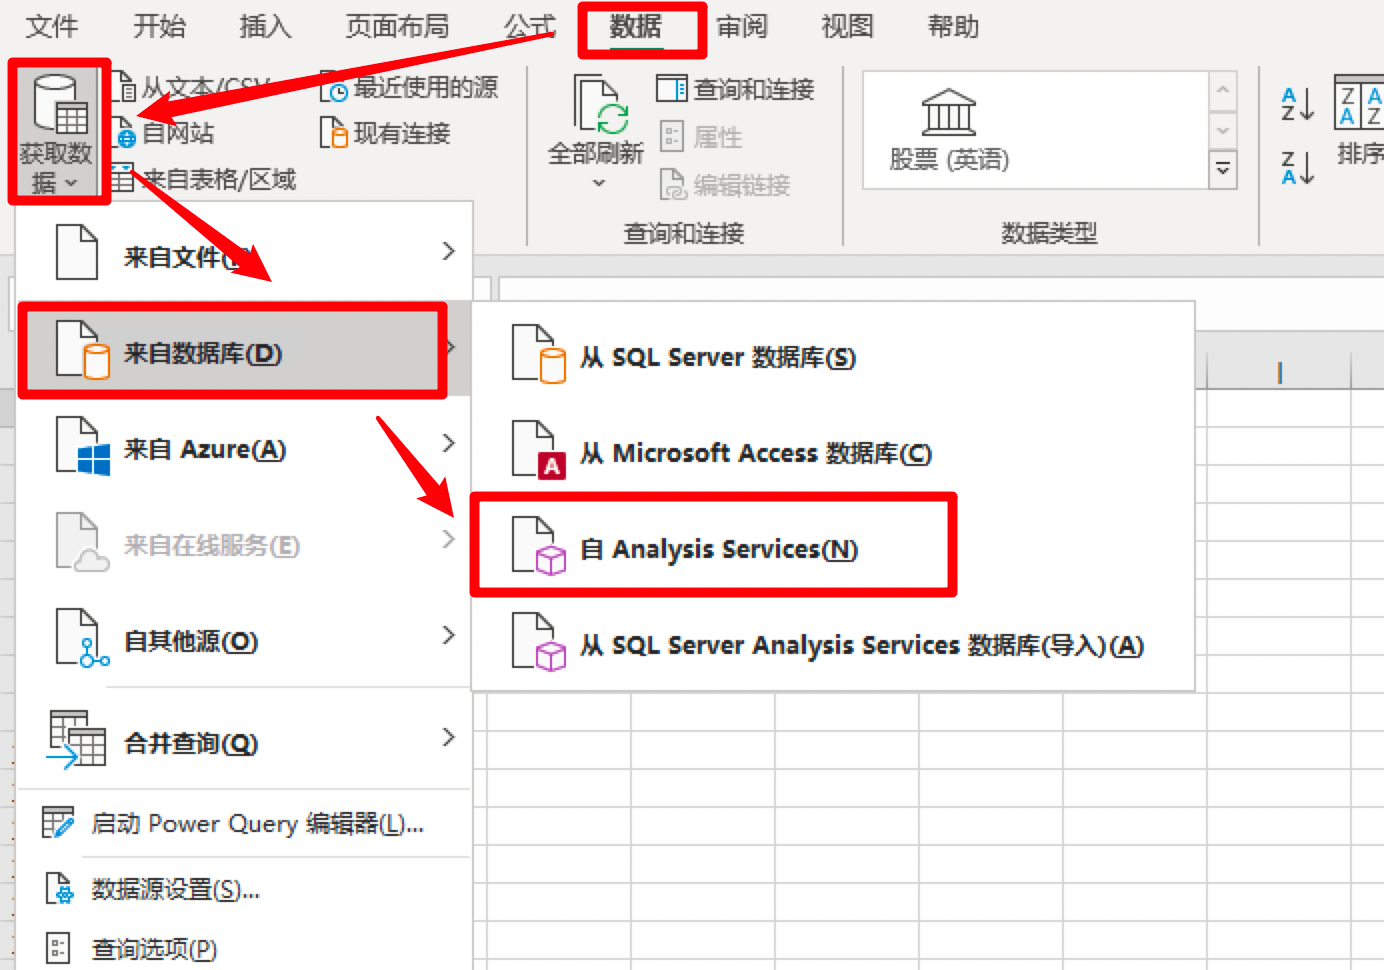 文件 开始 插入 页面布局 公式 数据 审阅 视图 帮助
获取数
据
从文本/CSV
自网站
来自表格/区域
最近使用的源
现有连接
全部刷新
查询和连接
属性
编辑链接
查询和连接
股票 (英语)
数据类型
A
Z
Z
A
Z A
A Z
排序
来自文件(
来自数据库(D)
来自 Azure(A)
来自在线服务(E)
自其他源(O)
合并查询(Q)
启动 Power Query 编辑器(L)...
数据源设置(S)...
查询选项(P)
从 SQL Server 数据库(S)
A
从 Microsoft Access 数据库(C)
自 Analysis Services(N)
从 SQL Server Analysis Services 数据库(导入)(A)
I